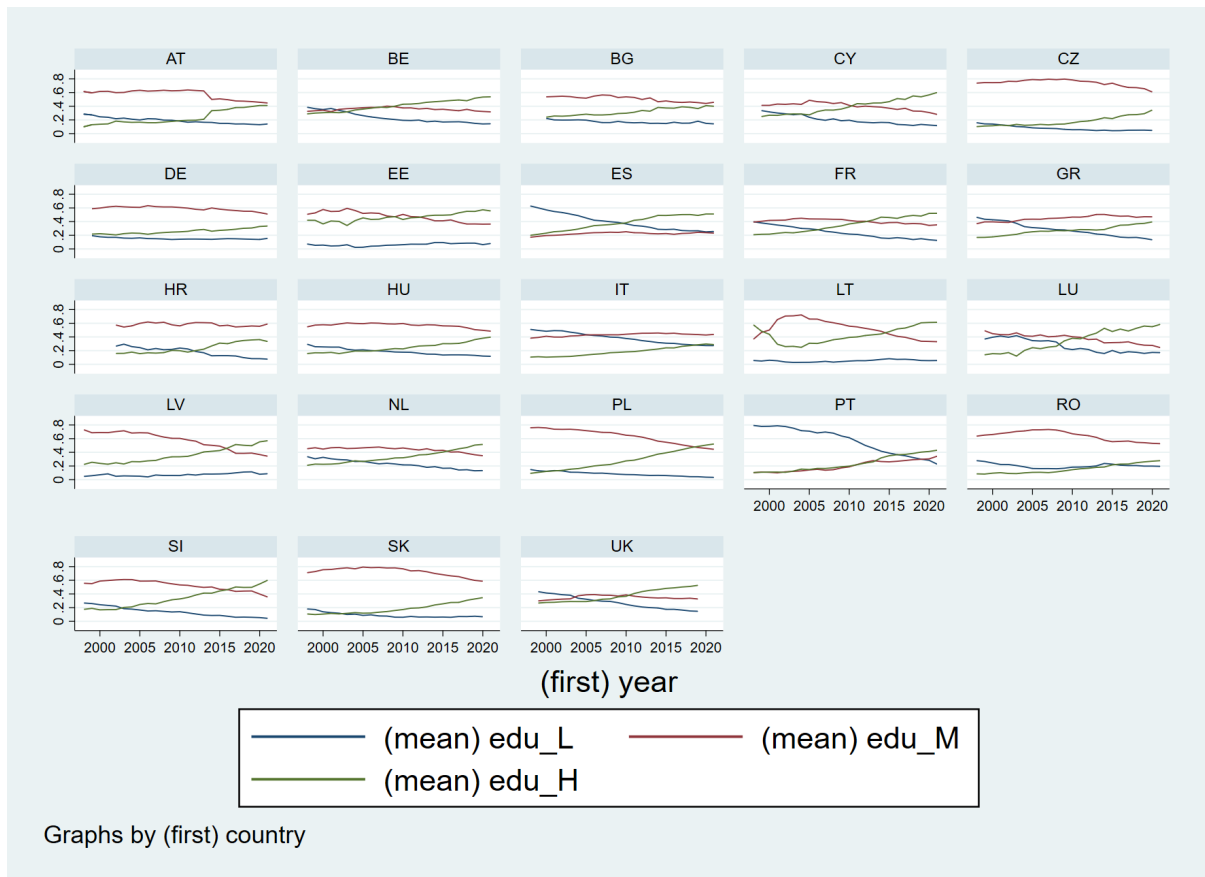 AT BE BG CY CZ
0 .2 .4 .6 .8
DE EE ES FR GR
0 .2 .4 .6 .8
HR HU IT LT LU
0 .2 .4 .6 .8
LV NL PL PT RO
0 .2 .4 .6 .8
2000 2005 2010 2015 2020 2000 2005 2010 2015 2020
SI SK UK
0 .2 .4 .6 .8
2000 2005 2010 2015 2020 2000 2005 2010 2015 2020 2000 2005 2010 2015 2020
(first) year
(mean) edu_L (mean) edu_M
(mean) edu_H
Graphs by (first) country